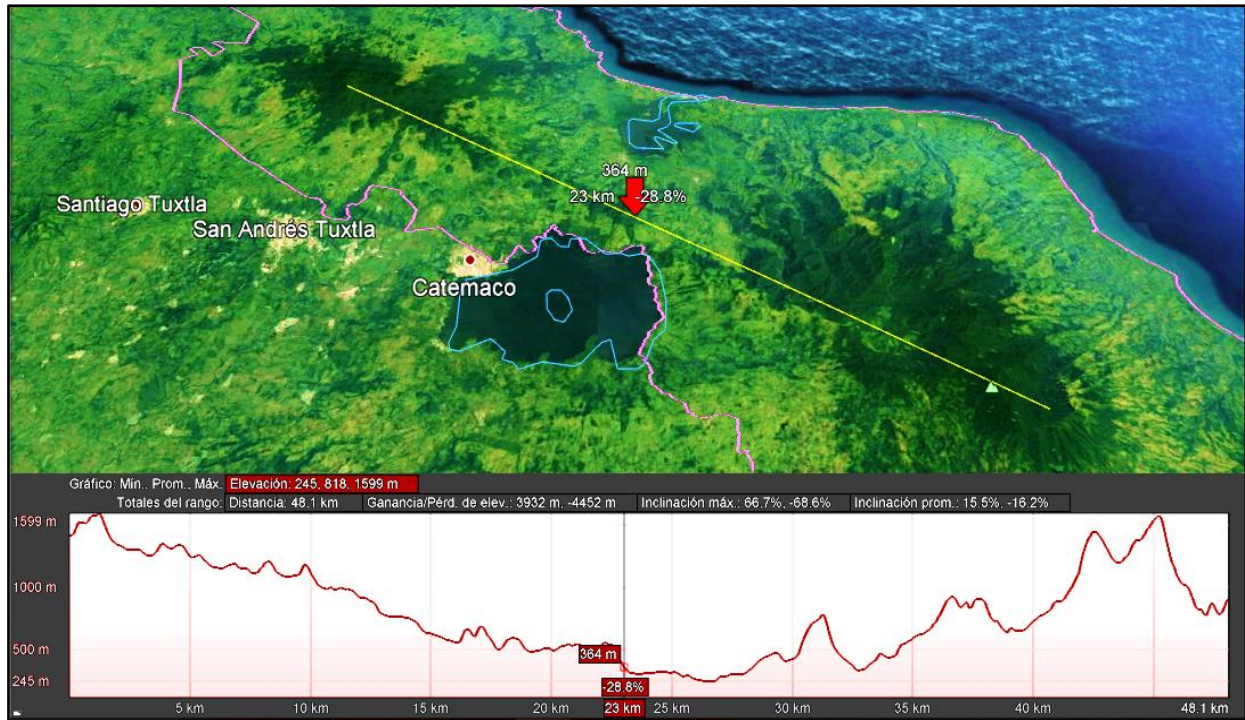 364 m
23 km -28.8%
Santiago Tuxtla
San Andrés Tuxtla
Catemaco
Gráfico: Mín.. Prom., Máx. Elevación: 245, 818, 1599 m
Totales del rango: Distancia: 48.1 km Ganancia/Pérd. de elev.: 3932 m, -4452 m Inclinación máx.: 66.7%, -68.6% Inclinación prom.: 15.5%, -16.2%
1599 m
1000 m
500 m
364 m
245 m
-28.8%
5 km 10 km 15 km 20 km 23 km 25 km 30 km 35 km 40 km 48.1 km